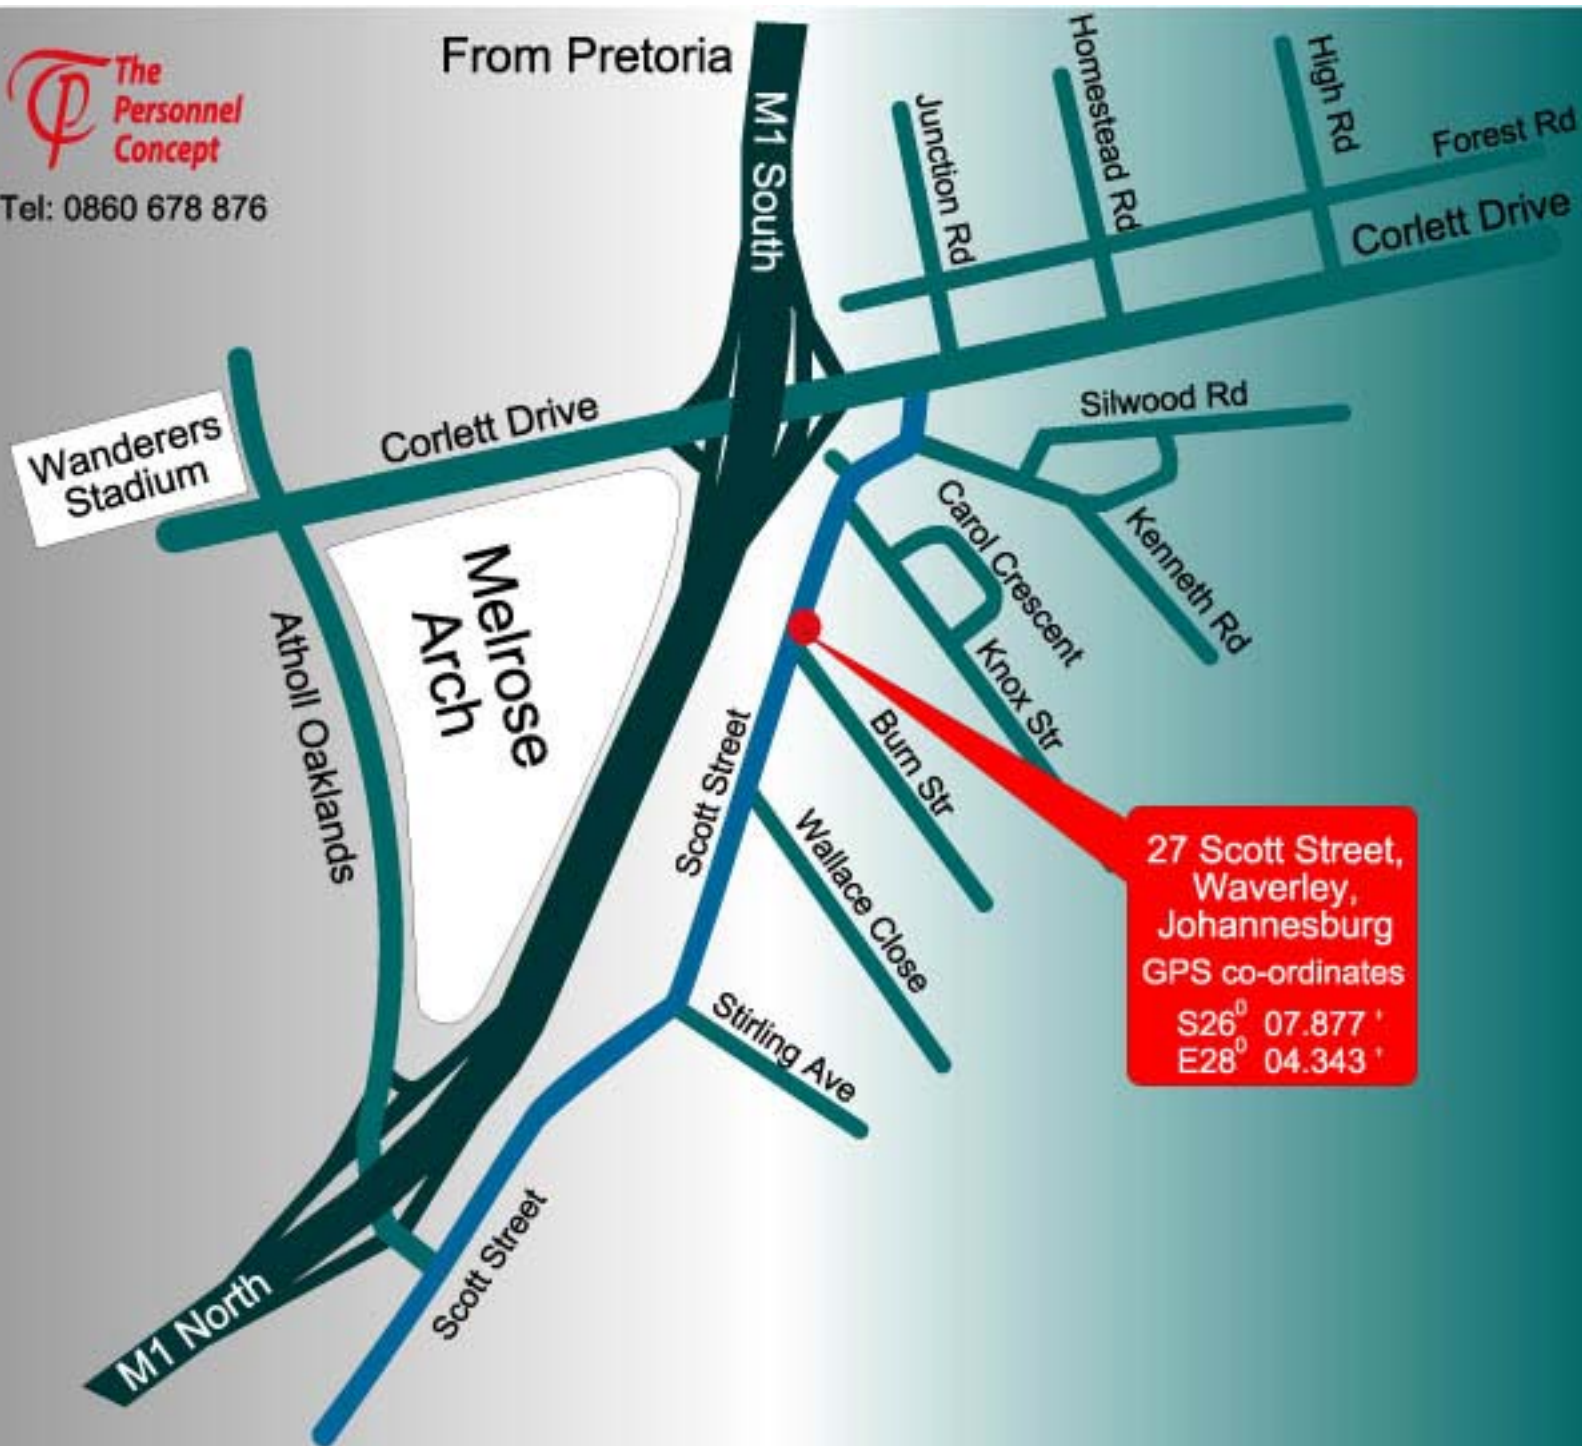 The
Personnel
Concept
Tel: 0860 678 876
From Pretoria
M1 South
Junction Rd
Homestead Rd
High Rd
Forest Rd
Corlett Drive
Wanderers
Stadium
Corlett Drive
Silwood Rd
Melrose
Arch
Carol Crescent
Kenneth Rd
Atholl Oaklands
Knox Str
Scott Street
Burn Str
Wallace Close
27 Scott Street,
Waverley,
Johannesburg
GPS co-ordinates
S26⁰ 07.877 '
E28⁰ 04.343 '
Stirling Ave
Scott Street
M1 North